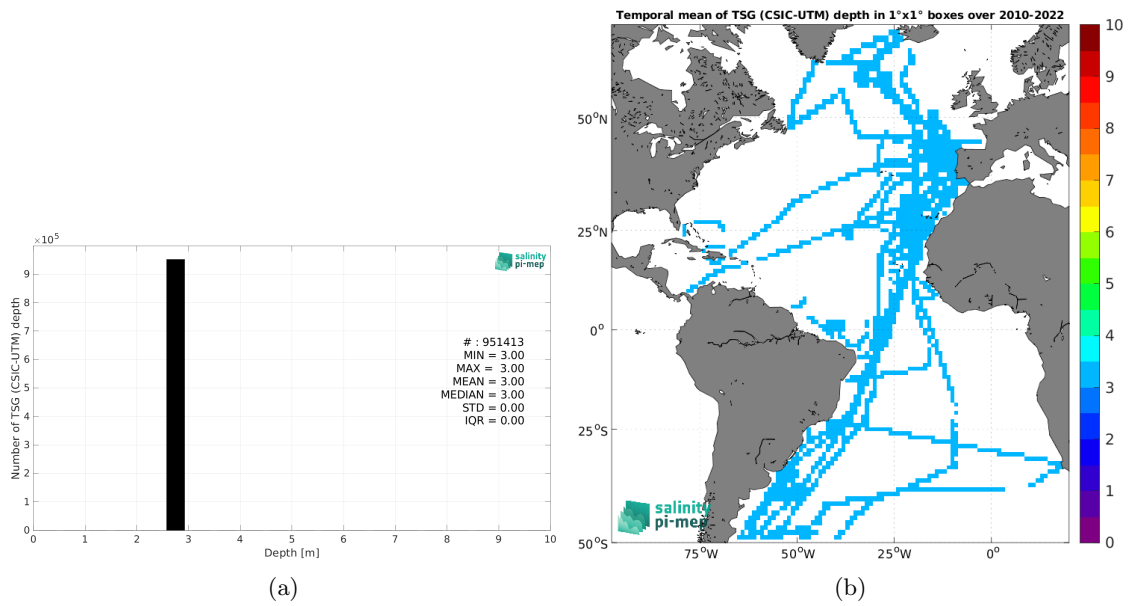 ×10⁵
9
8
7
6
5
4
3
2
1
0
Number of TSG (CSIC-UTM) depth
0 1 2 3 4 5 6 7 8 9 10
Depth [m]
salinity
pi-mep
# : 951413
MIN = 3.00
MAX = 3.00
MEAN = 3.00
MEDIAN = 3.00
STD = 0.00
IQR = 0.00
(a)
Temporal mean of TSG (CSIC-UTM) depth in 1°x1° boxes over 2010-2022
50°N
25°N
0°
25°S
50°S
75°W 50°W 25°W 0°
salinity
pi-mep
10
9
8
7
6
5
4
3
2
1
0
(b)